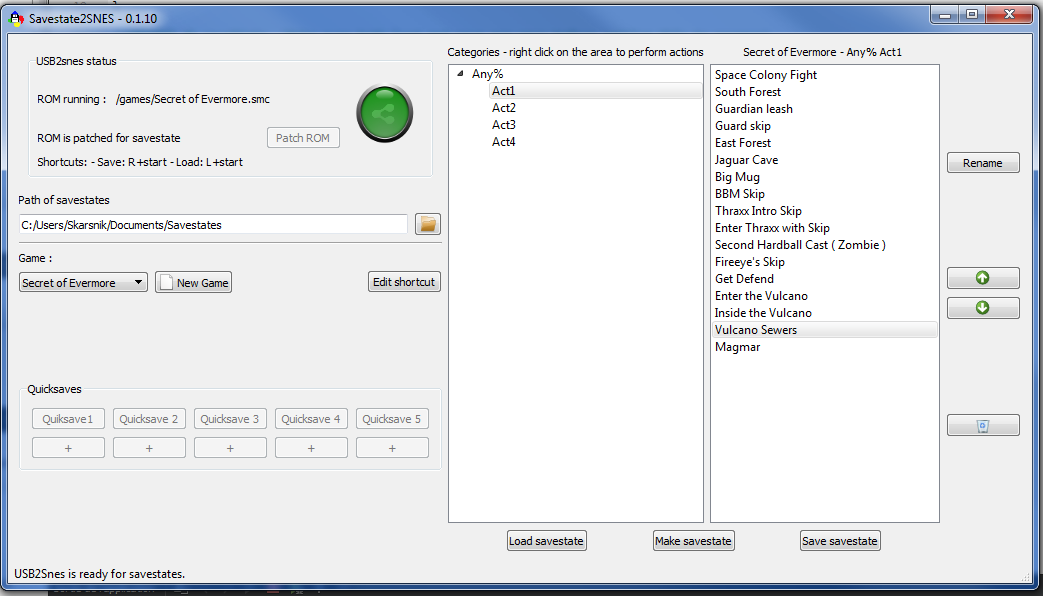 Savestate2SNES - 0.1.10
USB2snes status
ROM running : /games/Secret of Evermore.smc
ROM is patched for savestate
Patch ROM
Shortcuts: - Save: R+start - Load: L+start
Path of savestates
C:/Users/Skarsnik/Documents/Savestates
Game :
Secret of Evermore
New Game
Edit shortcut
Quicksaves
Quiksave1
Quicksave 2
Quicksave 3
Quicksave 4
Quicksave 5
+
+
+
+
+
Categories - right click on the area to perform actions
Any%
Act1
Act2
Act3
Act4
Secret of Evermore - Any% Act1
Space Colony Fight
South Forest
Guardian leash
Guard skip
East Forest
Jaguar Cave
Big Mug
BBM Skip
Thraxx Intro Skip
Enter Thraxx with Skip
Second Hardball Cast ( Zombie )
Fireeye's Skip
Get Defend
Enter the Vulcano
Inside the Vulcano
Vulcano Sewers
Magmar
Rename
Load savestate
Make savestate
Save savestate
USB2Snes is ready for savestates.